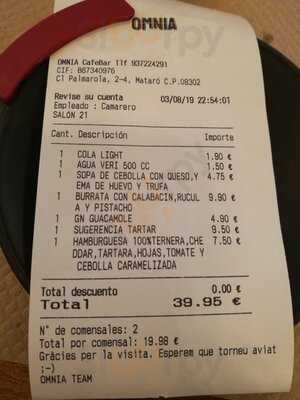 OMNIA
OMNIA CafeBar Tlf 937224291
CIF: B67340976
C1 Palmarola, 2-4, Mataró C.P.08302
Revise su cuenta 03/08/19 22:54:01
Empleado : Camarero
SALÓN 21
Cant. Descripción Importe
1 COLA LIGHT 1.90 €
1 AGUA VERI 500 CC 1.50 €
1 SOPA DE CEBOLLA CON QUESO,Y 4.75 €
EMA DE HUEVO Y TRUFA
1 BURRATA CON CALABACIN,RUCUL 9.90 €
A Y PISTACHO
1 GN GUACAMOLE 4.90 €
1 SUGERENCIA TARTAR 9.50 €
1 HAMBURGUESA 100%TERNERA,CHE 7.50 €
DDAR,TARTARA,HOJAS,TOMATE Y
CEBOLLA CARAMELIZADA
Total descuento 0.00 €
Total 39.95 €
N° de comensales: 2
Total por comensal: 19.98 €
Gràcies per la visita. Esperem que torneu aviat
;-)
OMNIA TEAM